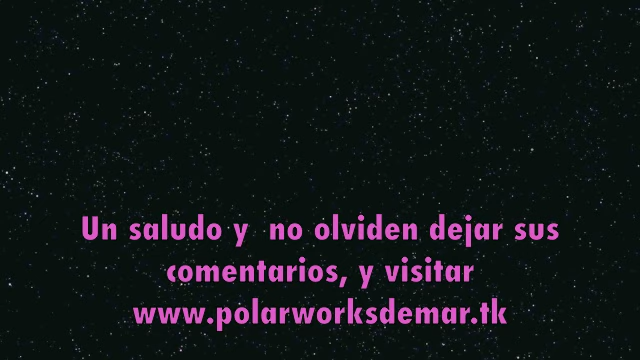 Un saludo y  no olviden dejar sus
comentarios, y visitar
www.polarworksdemar.tk